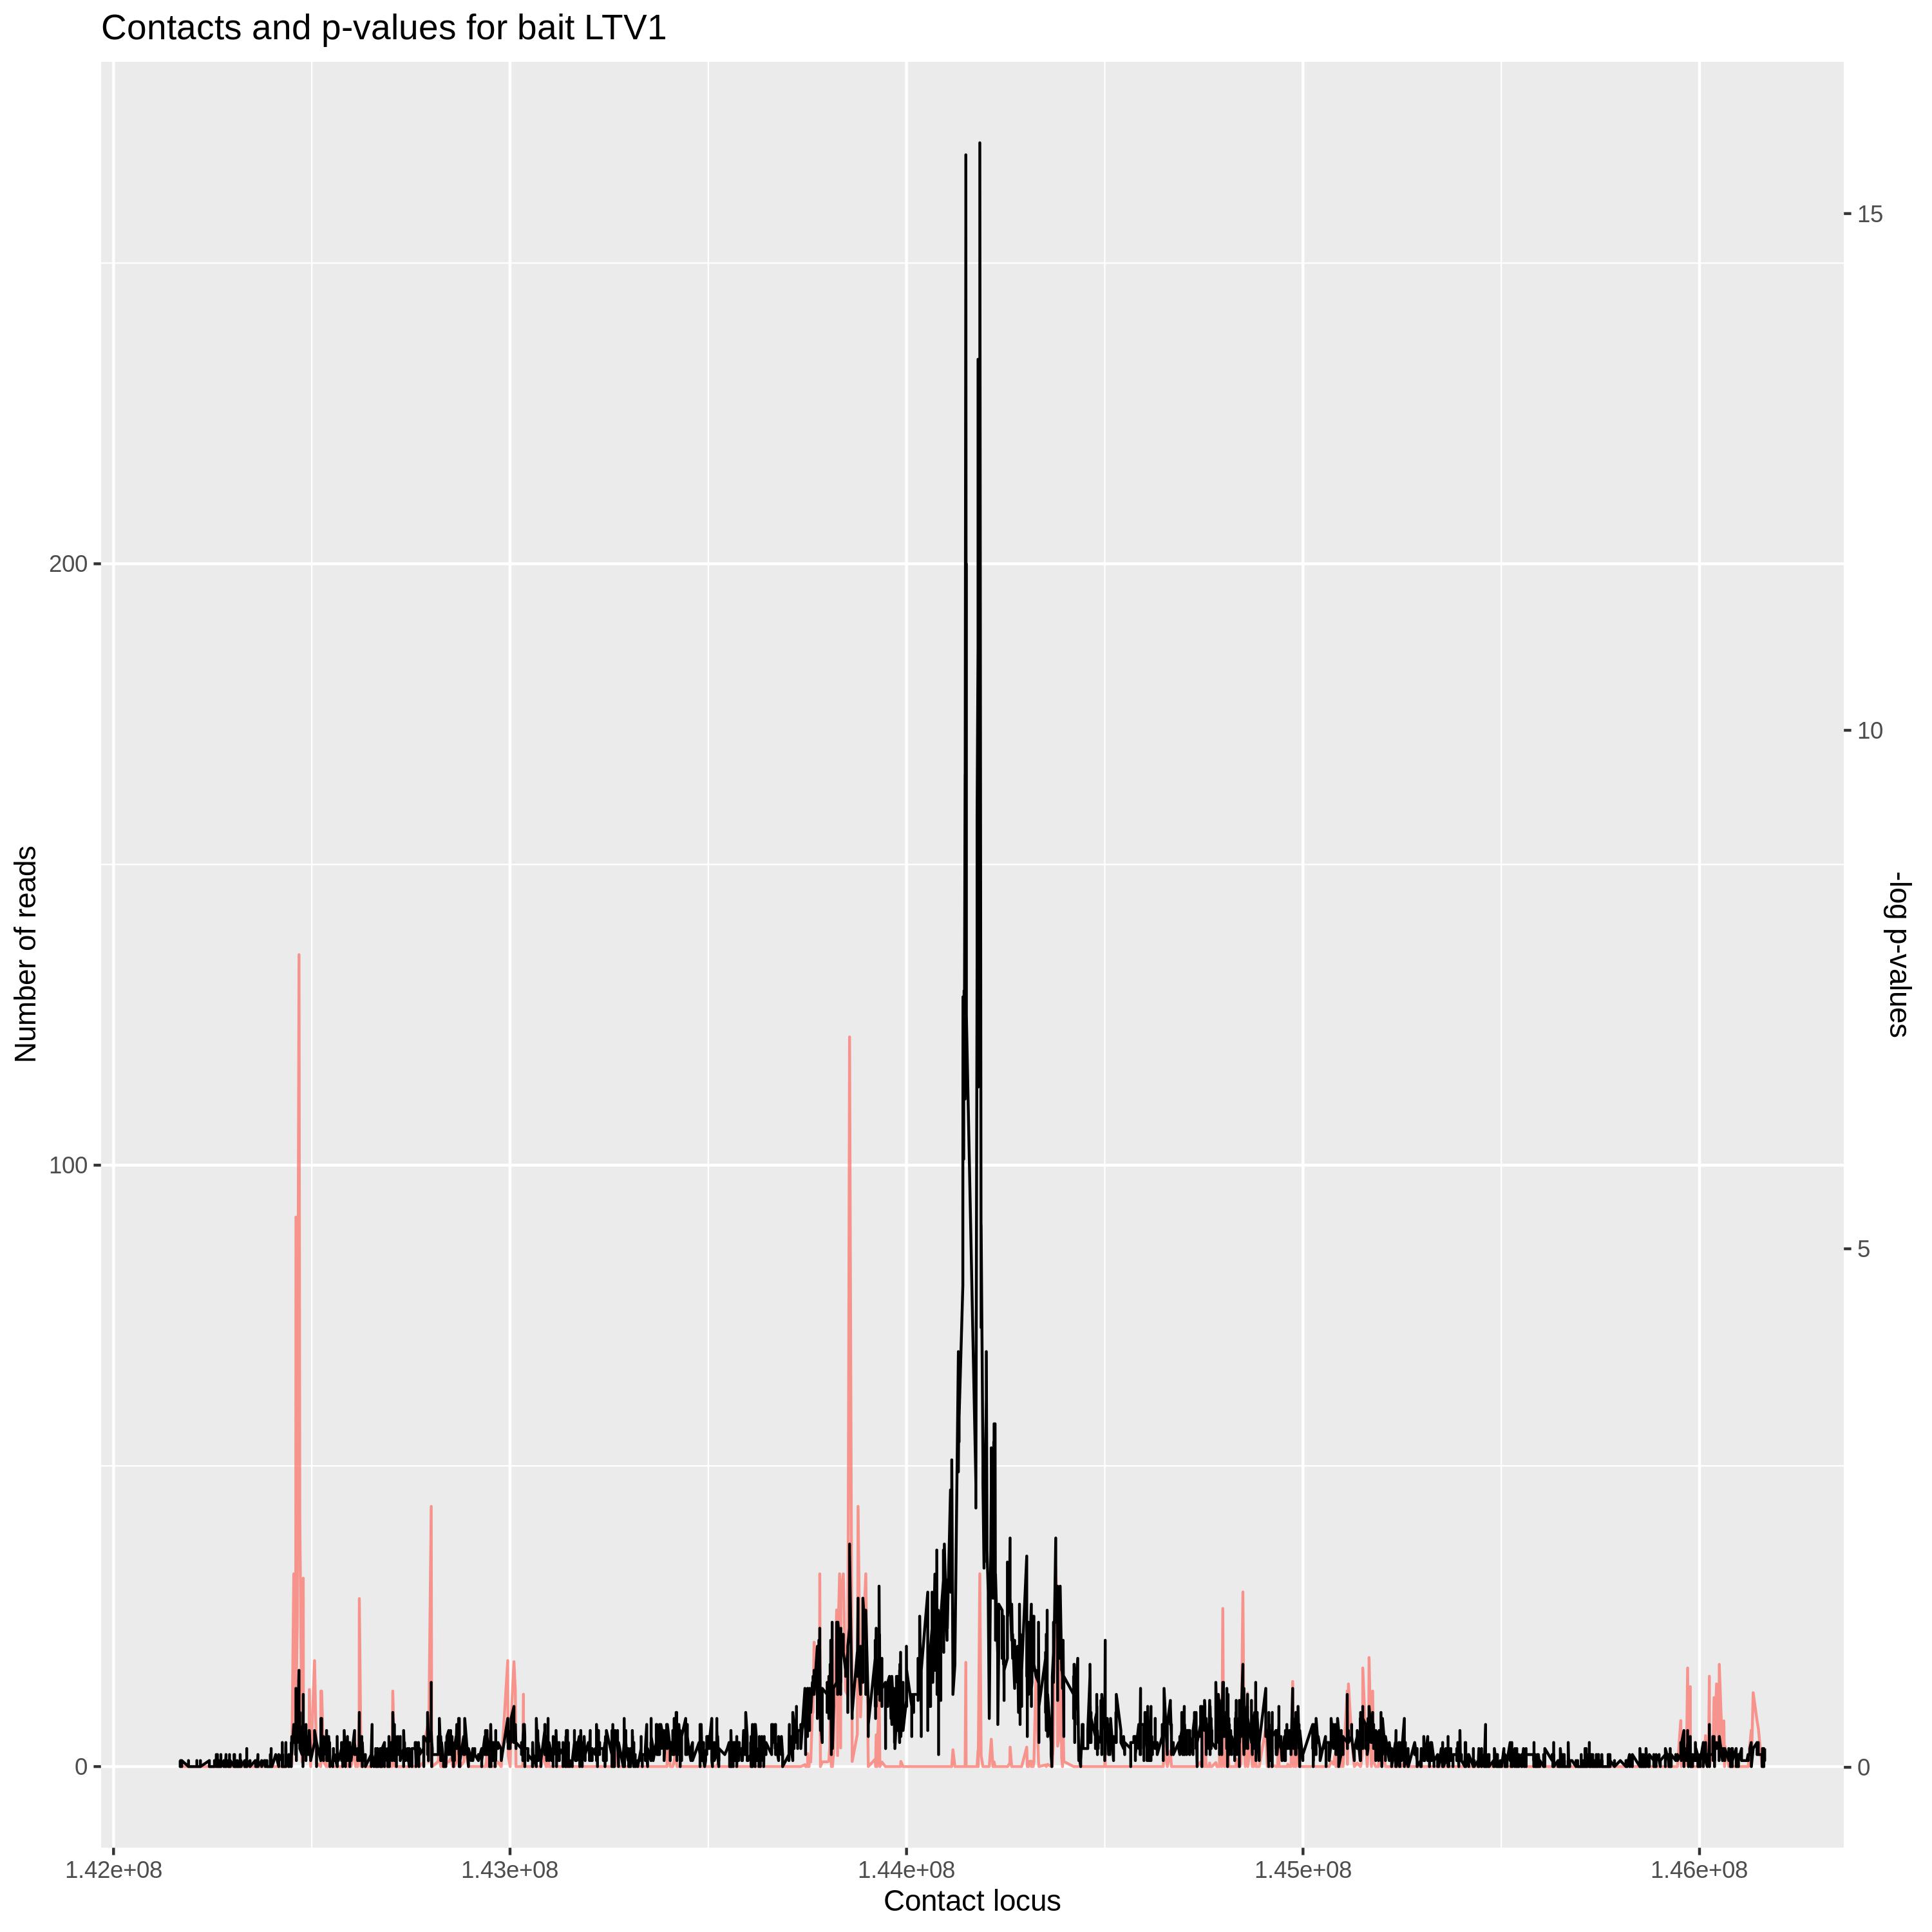 Contacts and p-values for bait LTV1
Number of reads
200
100
0
15
10
5
0
-log p-values
1.42e+08
1.43e+08
1.44e+08
1.45e+08
1.46e+08
Contact locus